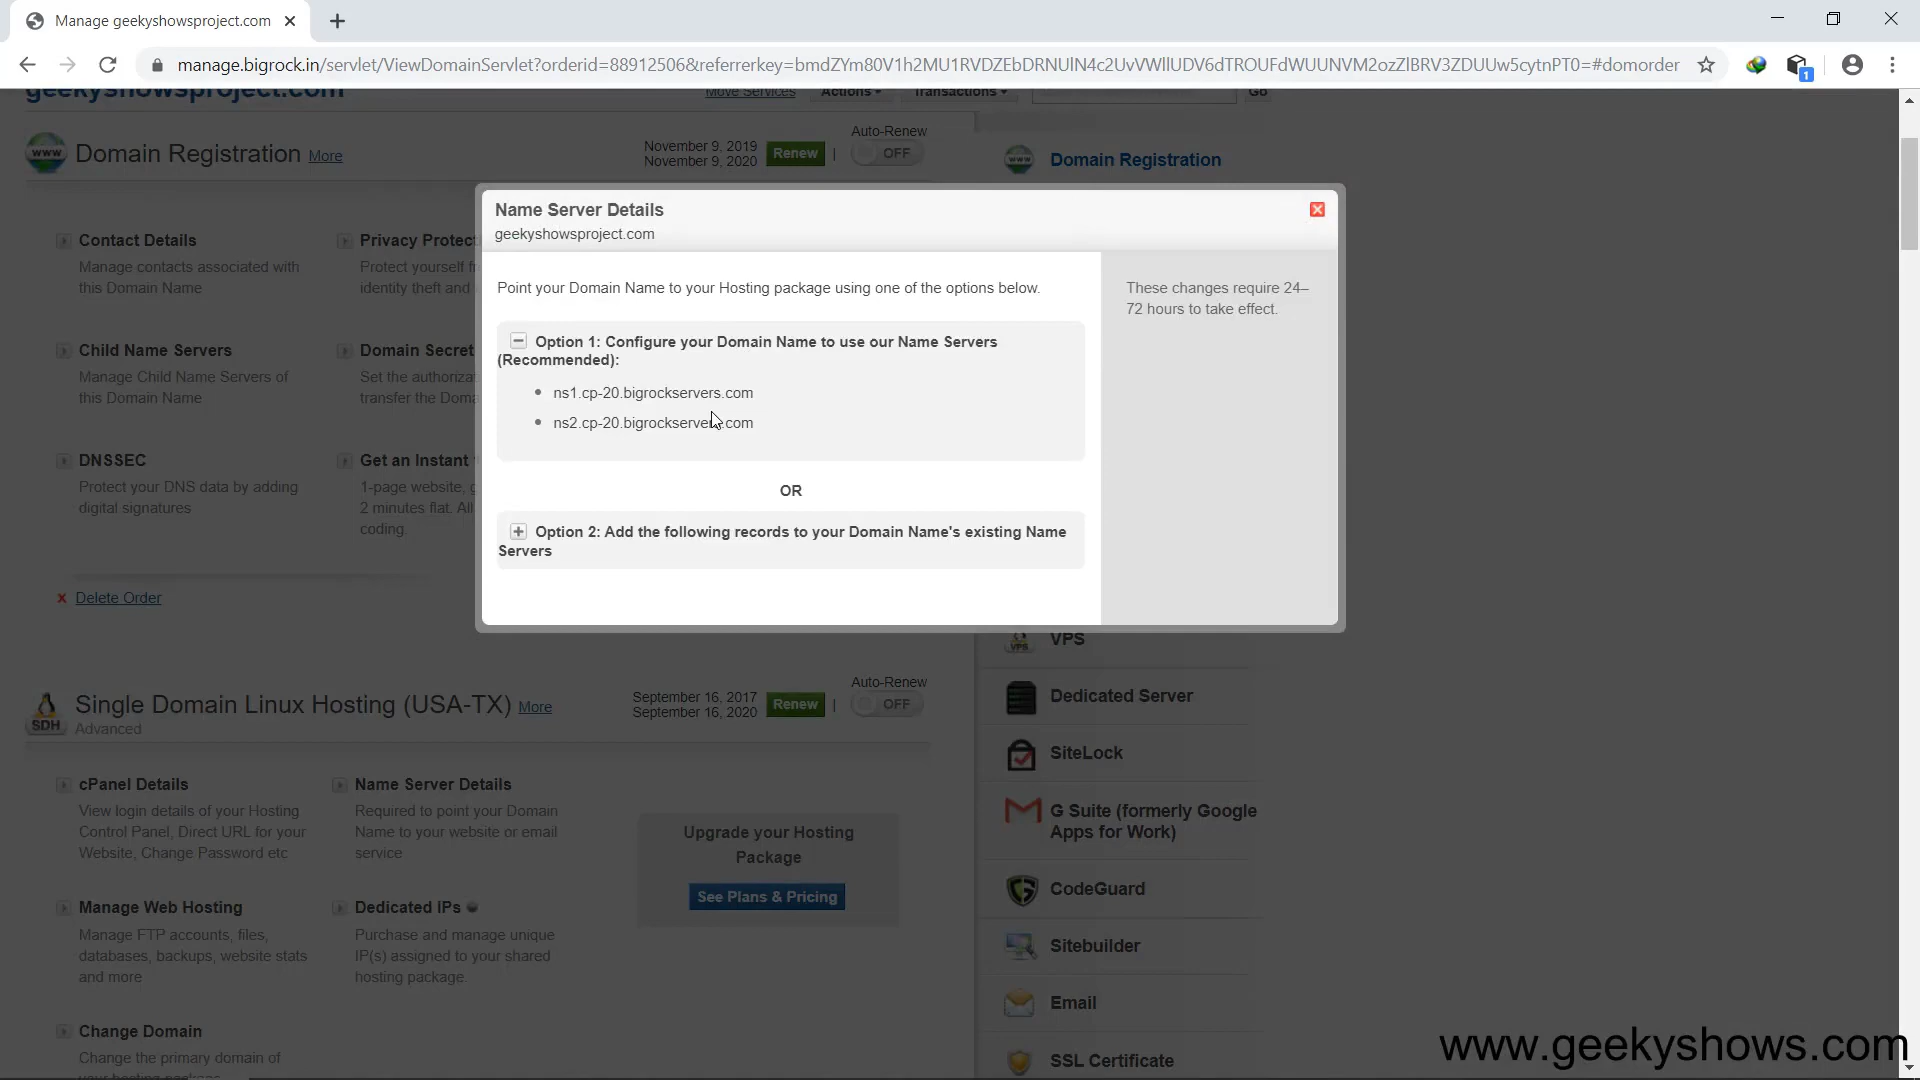 Manage geekyshowsproject.com
manage.bigrock.in/servlet/ViewDomainServlet?orderid=88912506&referrerkey=bmdZYm80V1h2MU1RVDZEbDRNUlN4c2UvVWllUDV6dTROUFdWUUNVM2ozZlBRV3ZDUUw5cytnPT0=#domorder
1
geekyshowsproject.com
Move Services Actions Transactions Go
Domain Registration More
November 9, 2019
November 9, 2020
Renew |
Auto-Renew
OFF
Domain Registration
Name Server Details
geekyshowsproject.com
Point your Domain Name to your Hosting package using one of the options below.
These changes require 24–
72 hours to take effect.
Option 1: Configure your Domain Name to use our Name Servers
(Recommended):
• ns1.cp-20.bigrockservers.com
• ns2.cp-20.bigrockserver .com
OR
Option 2: Add the following records to your Domain Name's existing Name
Servers
Contact Details
Manage contacts associated with
this Domain Name
Privacy Protec
Protect yourself f
identity theft and
Child Name Servers
Manage Child Name Servers of
this Domain Name
Domain Secret
Set the authoriza
transfer the Doma
DNSSEC
Protect your DNS data by adding
digital signatures
Get an Instant
1-page website, g
2 minutes flat. All
coding.
x Delete Order
VPS
VPS
Dedicated Server
SiteLock
G Suite (formerly Google
Apps for Work)
CodeGuard
Sitebuilder
Email
SSL Certificate
SDH
Single Domain Linux Hosting (USA-TX) More
Advanced
September 16, 2017
September 16, 2020
Renew |
Auto-Renew
OFF
cPanel Details
View login details of your Hosting
Control Panel, Direct URL for your
Website, Change Password etc
Name Server Details
Required to point your Domain
Name to your website or email
service
Upgrade your Hosting
Package
See Plans & Pricing
Manage Web Hosting
Manage FTP accounts, files,
databases, backups, website stats
and more
Dedicated IPs
Purchase and manage unique
IP(s) assigned to your shared
hosting package.
Change Domain
Change the primary domain of
www.geekyshows.com